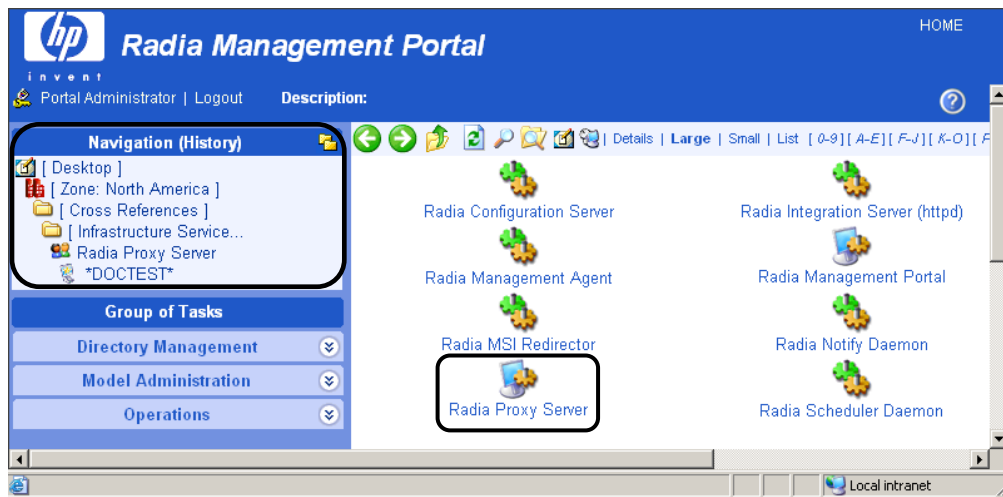 hp
invent
Radia Management Portal
HOME
Portal Administrator | Logout Description:
Navigation (History)
[ Desktop ]
[ Zone: North America ]
[ Cross References ]
[ Infrastructure Service...
Radia Proxy Server
*DOCTEST*
Group of Tasks
Directory Management
Model Administration
Operations
| Details | Large | Small | List [ 0-9 ] [ A-E ] [ F-J ] [ K-O ] [
Radia Configuration Server
Radia Integration Server (httpd)
Radia Management Agent
Radia Management Portal
Radia MSI Redirector
Radia Notify Daemon
Radia Proxy Server
Radia Scheduler Daemon
Local intranet